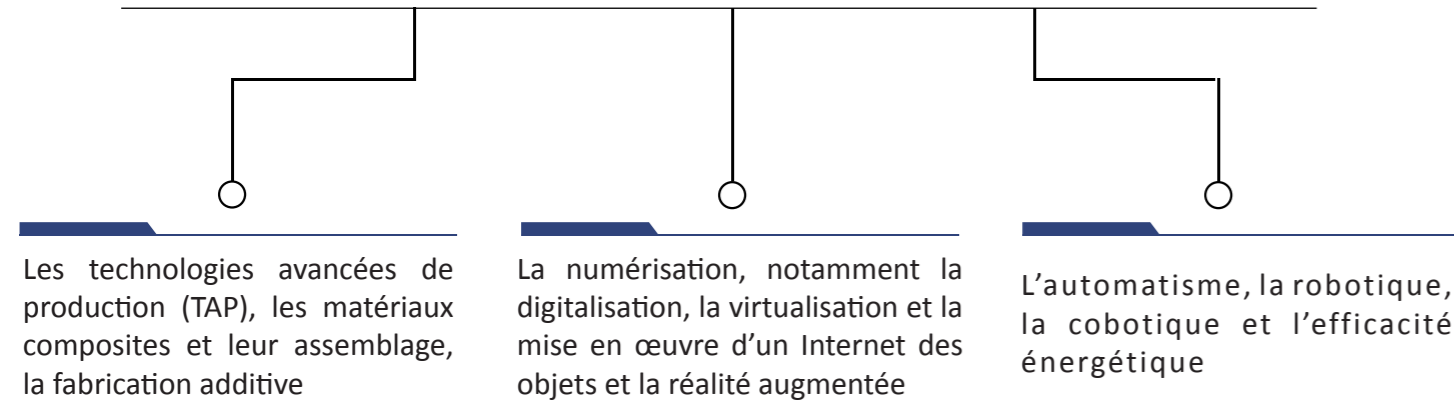 Les technologies avancées de
production (TAP), les matériaux
composites et leur assemblage,
la fabrication additive
La numérisation, notamment la
digitalisation, la virtualisation et la
mise en œuvre d’un Internet des
objets et la réalité augmentée
L’automatisme, la robotique,
la cobotique et l’efficacité
énergétique